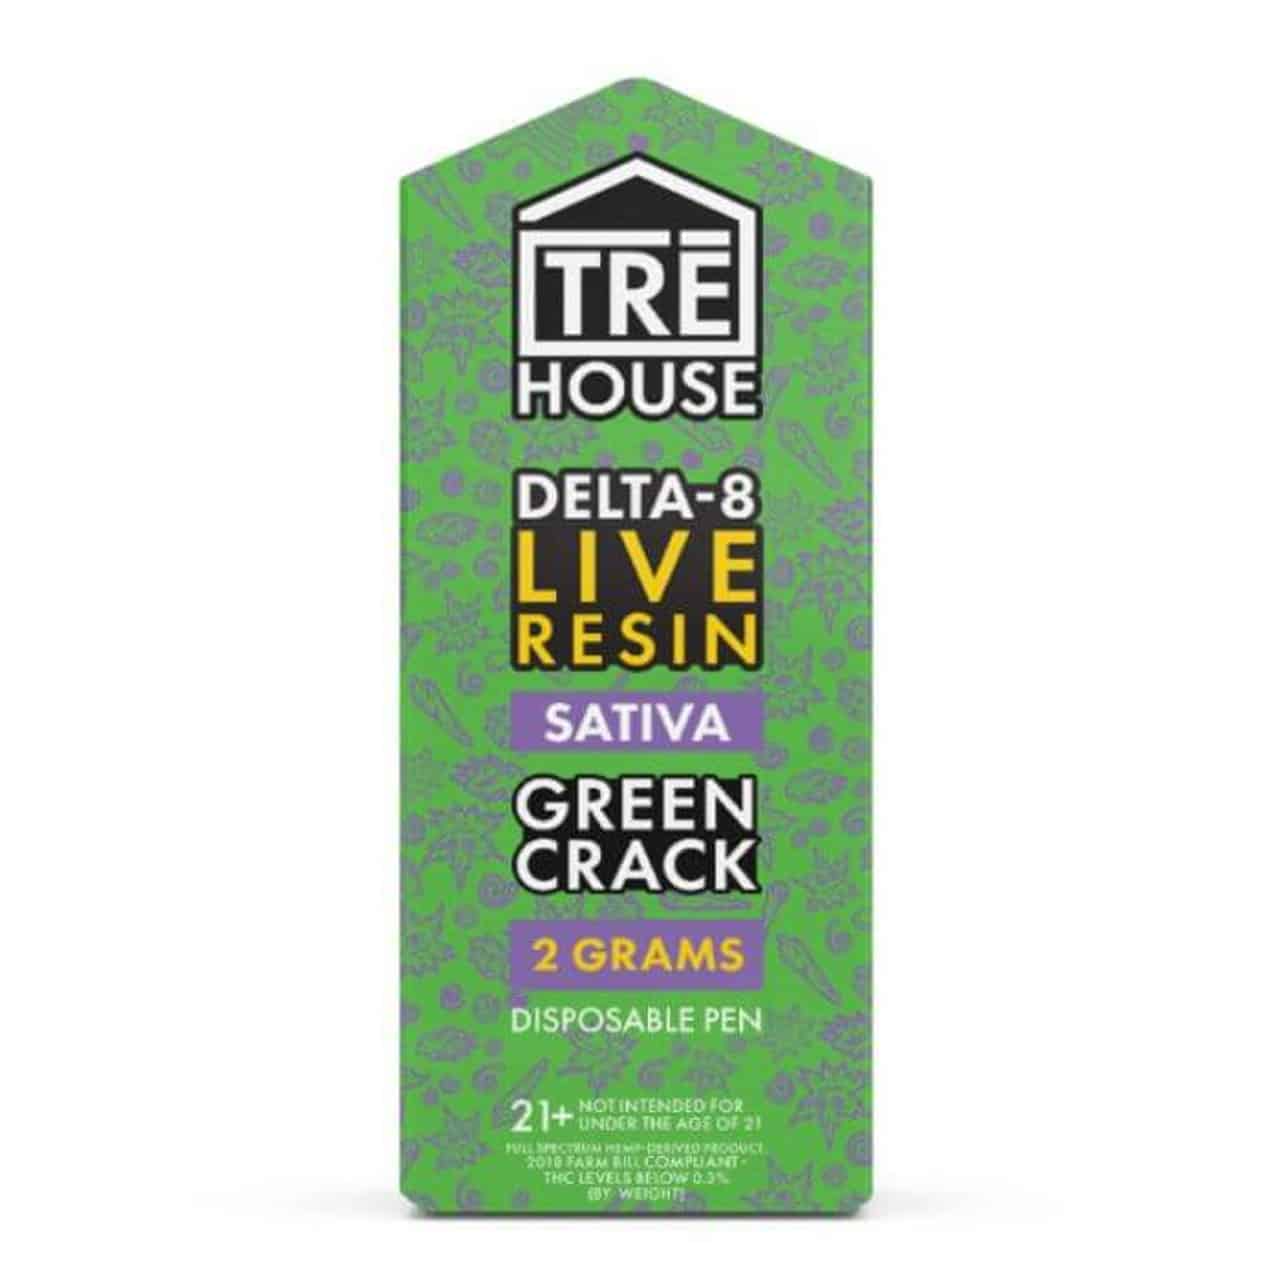 TRĒ
HOUSE
DELTA-8
LIVE
RESIN
SATIVA
GREEN
CRACK
2 GRAMS
DISPOSABLE PEN
21+ NOT INTENDED FOR
UNDER THE AGE OF 21
FULL SPECTRUM HEMP-DERIVED PRODUCT.
2018 FARM BILL COMPLIANT -
THC LEVELS BELOW 0.3%
(BY WEIGHT)